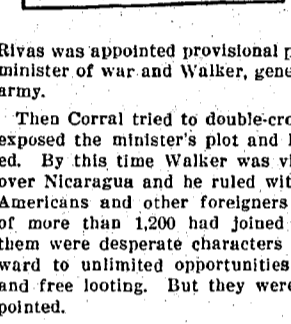 Rivas was appointed provisional p
minister of war and Walker, gene
army.
Then Corral tried to double-cro
exposed the minister's plot and
ed. By this time Walker was vi
over Nicaragua and he ruled wit
Americans and other foreigners
of more than 1,200 had joined
them were desperate characters
ward to unlimited opportunities
and free looting. But they were
pointed.